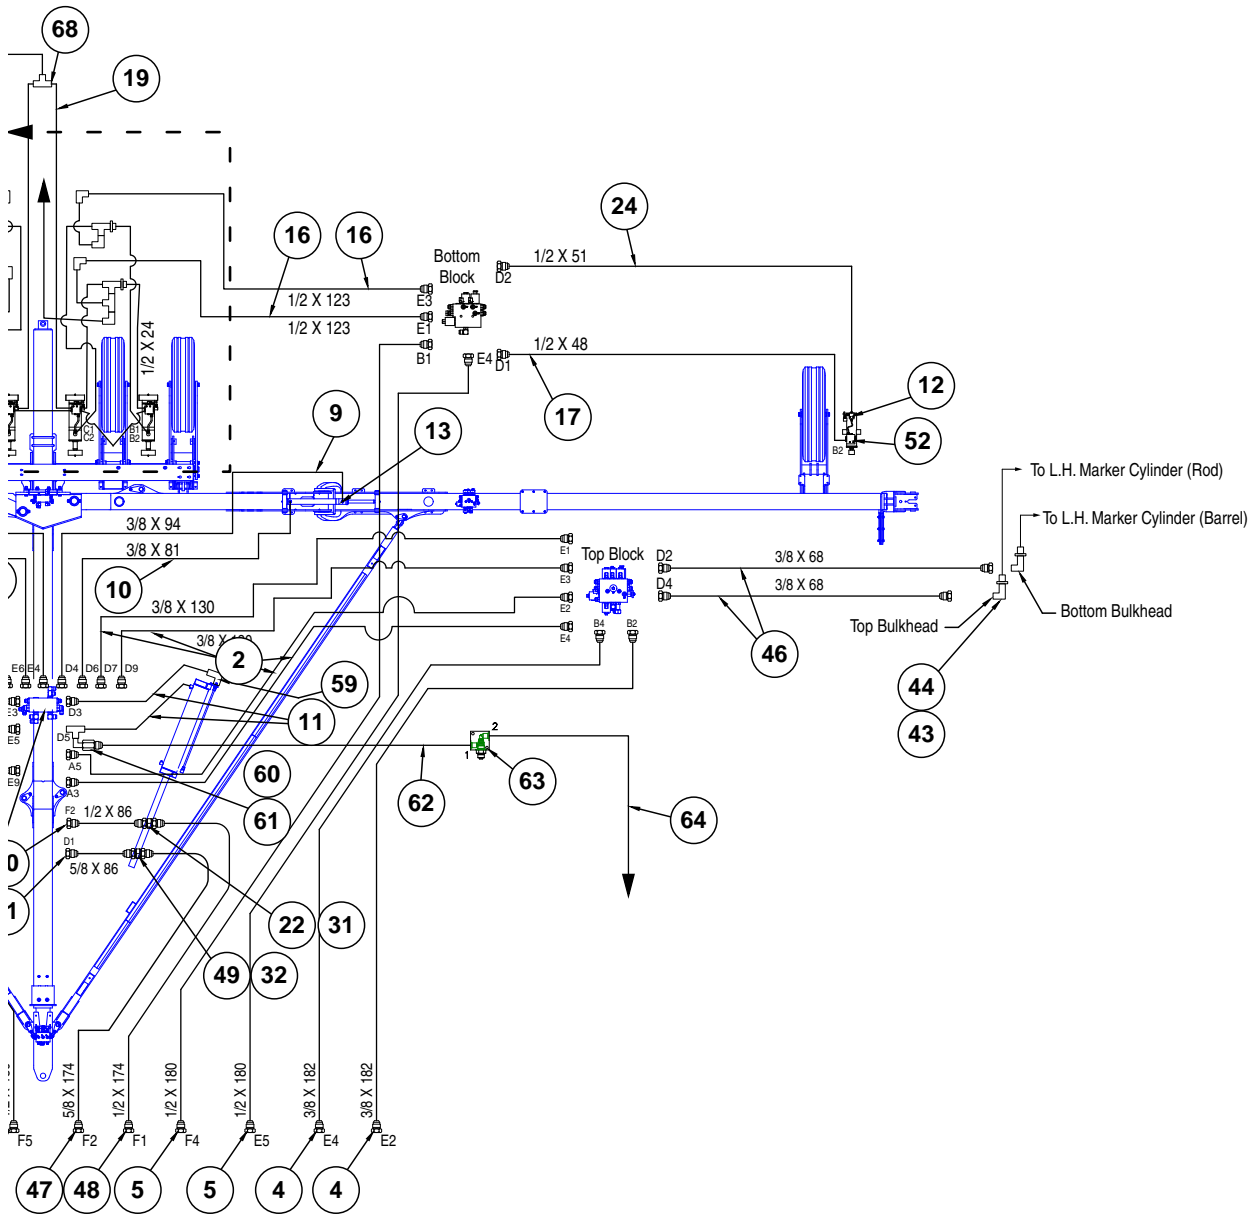 68
19
24
16
16
Bottom
Block
1/2 X 51
D2
E3
1/2 X 123
E1
1/2 X 123
B1
E4
D1
1/2 X 48
1/2 X 24
17
12
52
B2
9
13
C1
C2
B1
B2
To L.H. Marker Cylinder (Rod)
To L.H. Marker Cylinder (Barrel)
3/8 X 94
3/8 X 81
10
3/8 X 130
E1
E3
E2
E4
Top Block
D2
D4
3/8 X 68
3/8 X 68
B4
B2
Bottom Bulkhead
Top Bulkhead
46
44
43
2
E6
E4
D4
D6
D7
D9
59
11
E3
D3
E5
D5
A5
E9
A3
60
61
62
1
2
63
64
F2
1/2 X 86
D1
5/8 X 86
22
31
49
32
5/8 X 174
1/2 X 174
1/2 X 180
1/2 X 180
3/8 X 182
3/8 X 182
F5
F2
F1
F4
E5
E4
E2
47
48
5
5
4
4